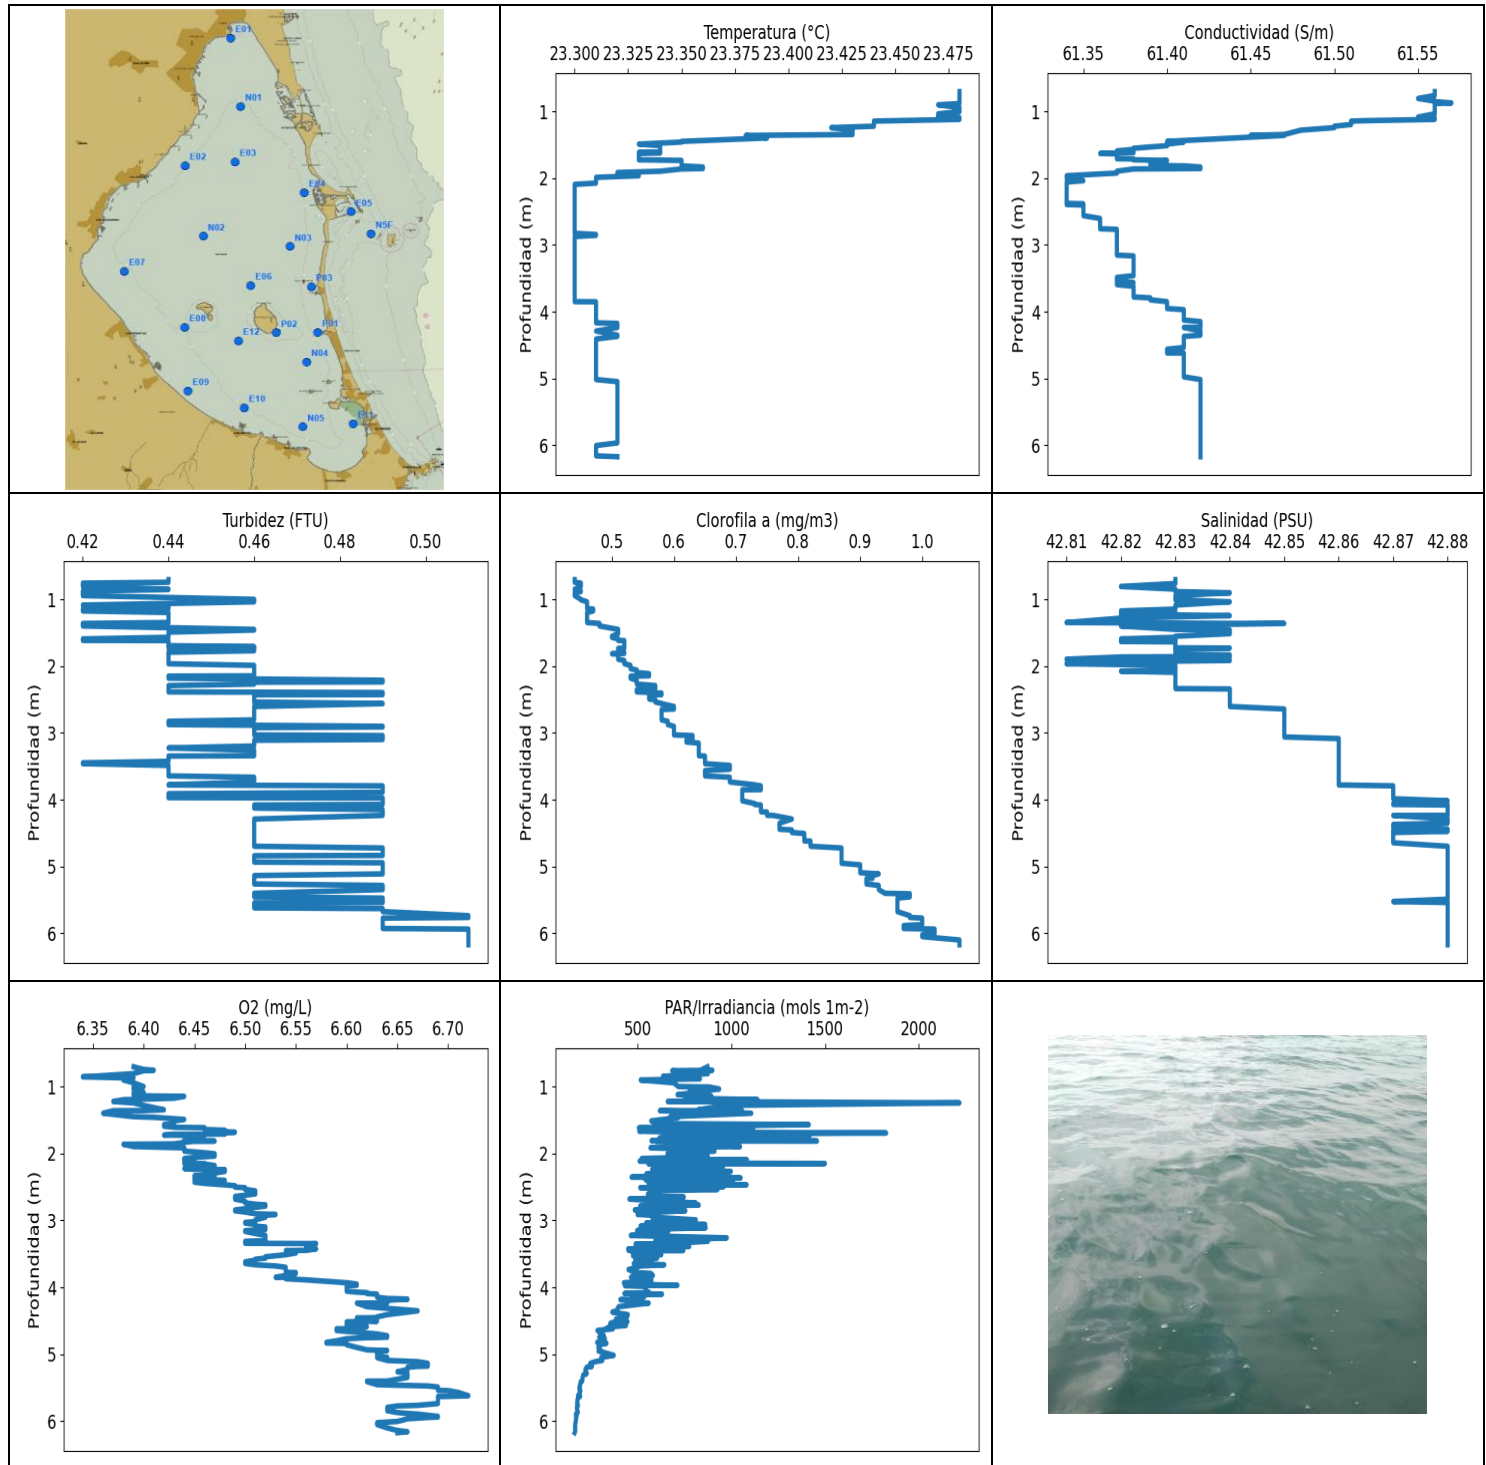 E01
N01
E02
E03
E04
E05
N5F
N02
N03
E07
E06
P03
E08
E12
P02
P01
N04
E09
E10
N05
E11
Temperatura (°C)
23.300 23.325 23.350 23.375 23.400 23.425 23.450 23.475
Profundidad (m)
1
2
3
4
5
6
Conductividad (S/m)
61.35 61.40 61.45 61.50 61.55
Profundidad (m)
1
2
3
4
5
6
Turbidez (FTU)
0.42 0.44 0.46 0.48 0.50
Profundidad (m)
1
2
3
4
5
6
Clorofila a (mg/m3)
0.5 0.6 0.7 0.8 0.9 1.0
Profundidad (m)
1
2
3
4
5
6
Salinidad (PSU)
42.81 42.82 42.83 42.84 42.85 42.86 42.87 42.88
Profundidad (m)
1
2
3
4
5
6
O2 (mg/L)
6.35 6.40 6.45 6.50 6.55 6.60 6.65 6.70
Profundidad (m)
1
2
3
4
5
6
PAR/Irradiancia (mols 1m-2)
500 1000 1500 2000
Profundidad (m)
1
2
3
4
5
6